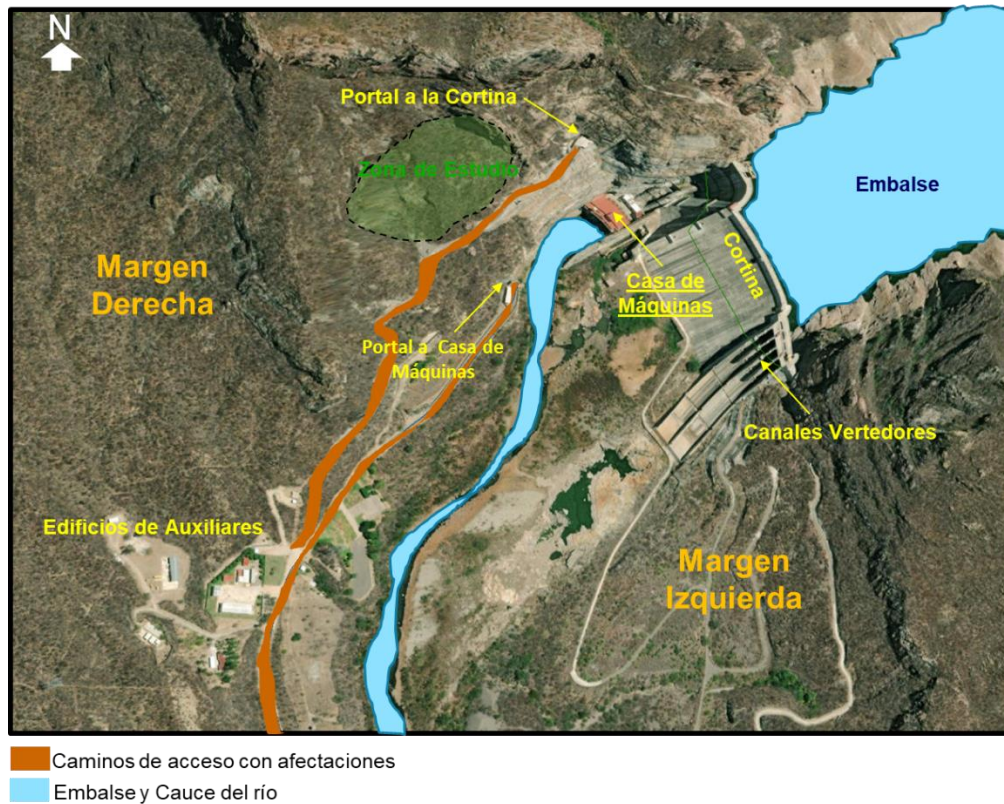 N
Portal a la Cortina
Zona de Estudio
Embalse
Margen
Derecha
Cortina
Casa de
Máquinas
Portal a Casa de
Máquinas
Canales Vertedores
Edificios de Auxiliares
Margen
Izquierda
Caminos de acceso con afectaciones
Embalse y Cauce del río